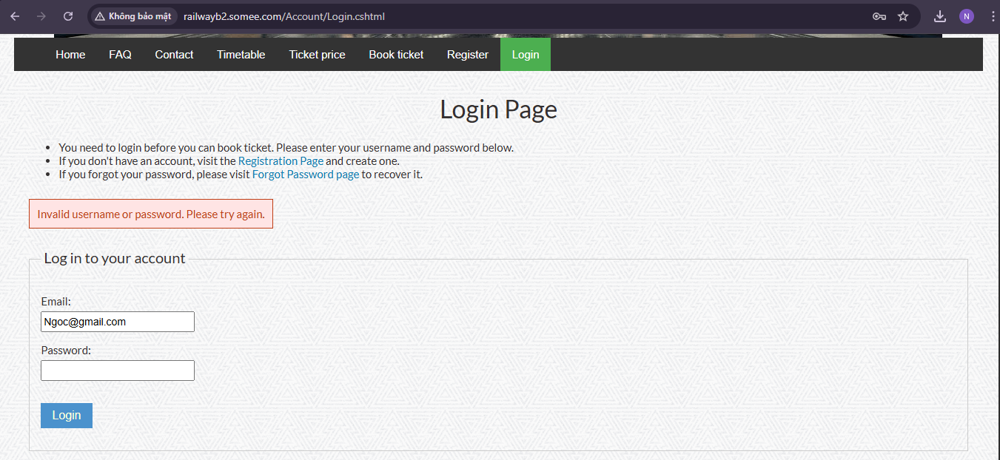 Không bảo mật railwayb2.somee.com/Account/Login.cshtml N
Home FAQ Contact Timetable Ticket price Book ticket Register Login
Login Page
You need to login before you can book ticket. Please enter your username and password below.
If you don't have an account, visit the Registration Page and create one.
If you forgot your password, please visit Forgot Password page to recover it.
Invalid username or password. Please try again.
Log in to your account
Email:
Ngoc@gmail.com
Password:
Login